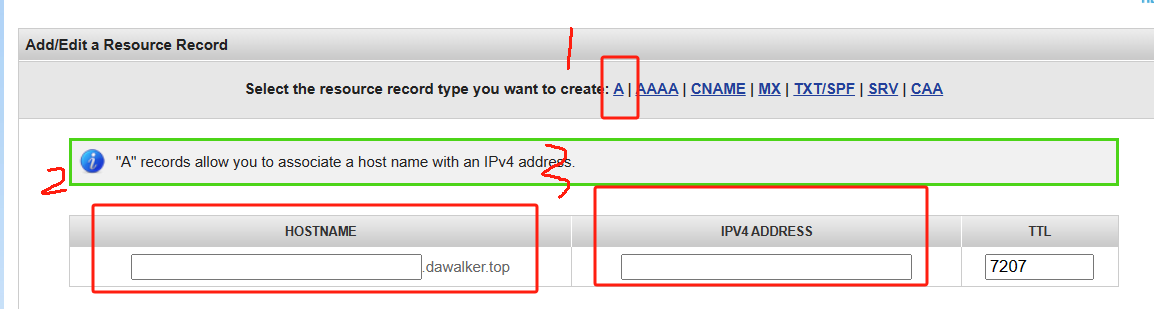 Add/Edit a Resource Record
1
Select the resource record type you want to create: A | AAAA | CNAME | MX | TXT/SPF | SRV | CAA
"A" records allow you to associate a host name with an IPv4 address.
2 3
HOSTNAME IPV4 ADDRESS TTL
.dawalker.top 7207